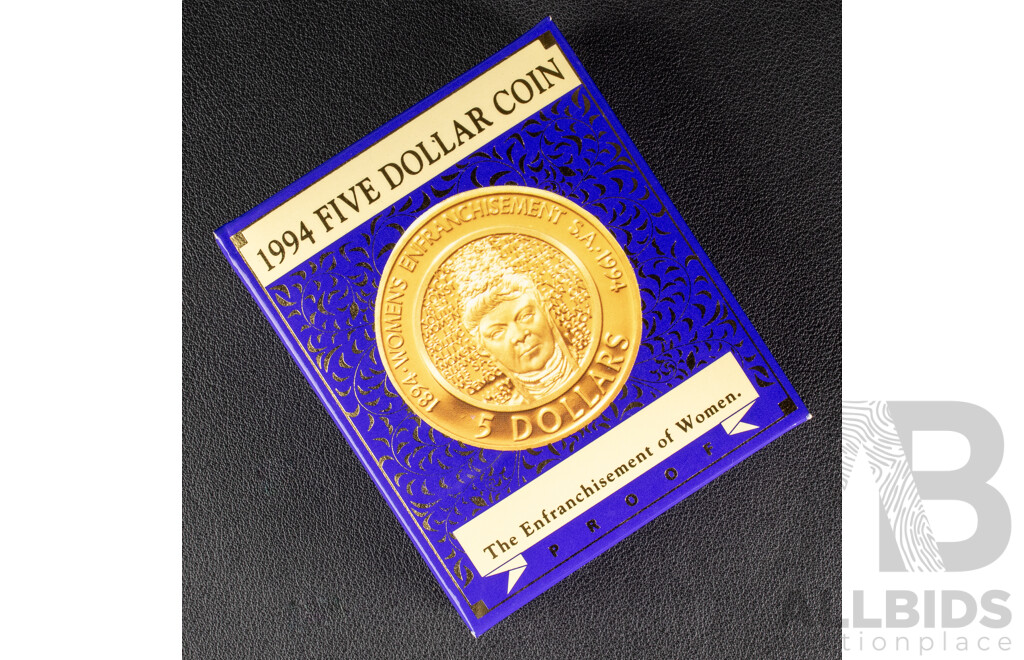 1994 FIVE DOLLAR COIN
1894·WOMENS ENFRANCHISEMENT S.A.·1994
5 DOLLARS
The Enfranchisement of Women.
PROOF
ALLBIDS
auctionplace